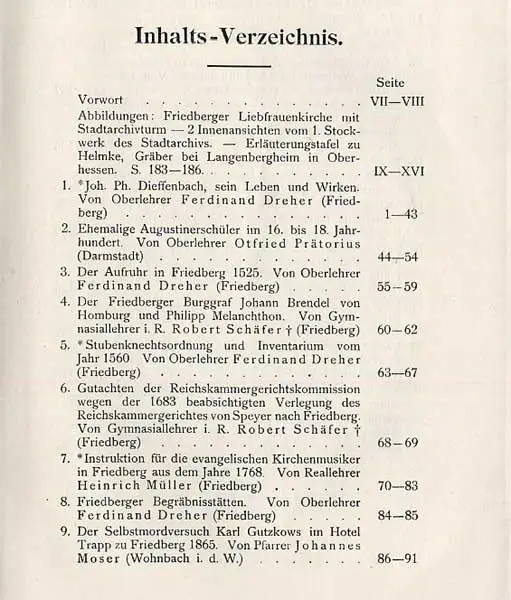 Inhalts-Verzeichnis.
Seite
Vorwort . . . . . . . . . . . . . . VII—VIII
Abbildungen: Friedberger Liebfrauenkirche mit
Stadtarchivturm — 2 Innenansichten vom 1. Stock-
werk des Stadtarchivs. — Erläuterungstafel zu
Helmke, Gräber bei Langenbergheim in Ober-
hessen. S. 183—186. . . . . . . . . . IX—XVI
1. *Joh. Ph. Dieffenbach, sein Leben und Wirken.
Von Oberlehrer Ferdinand Dreher (Fried-
berg) . . . . . . . . . . . . . . 1—43
2. Ehemalige Augustinerschüler im 16. bis 18. Jahr-
hundert. Von Oberlehrer Otfried Prätorius
(Darmstadt) . . . . . . . . . . . . 44—54
3. Der Aufruhr in Friedberg 1525. Von Oberlehrer
Ferdinand Dreher (Friedberg) . . . . . 55—59
4. Der Friedberger Burggraf Johann Brendel von
Homburg und Philipp Melanchthon. Von Gym-
nasiallehrer i. R. Robert Schäfer † (Friedberg) 60—62
5. *Stubenknechtsordnung und Inventarium vom
Jahr 1560 Von Oberlehrer Ferdinand Dreher
(Friedberg) . . . . . . . . . . . . 63—67
6. Gutachten der Reichskammergerichtskommission
wegen der 1683 beabsichtigten Verlegung des
Reichskammergerichtes von Speyer nach Friedberg.
Von Gymnasiallehrer i. R. Robert Schäfer †
(Friedberg) . . . . . . . . . . . . 68—69
7. *Instruktion für die evangelischen Kirchenmusiker
in Friedberg aus dem Jahre 1768. Von Reallehrer
Heinrich Müller (Friedberg) . . . . . . 70—83
8. Friedberger Begräbnisstätten. Von Oberlehrer
Ferdinand Dreher (Friedberg) . . . . . 84—85
9. Der Selbstmordversuch Karl Gutzkows im Hotel
Trapp zu Friedberg 1865. Von Pfarrer Johannes
Moser (Wohnbach i. d. W.) . . . . . . . 86—91